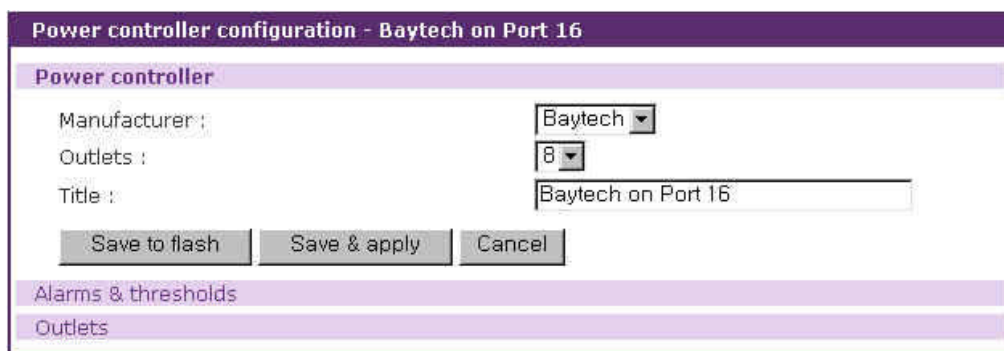 Power controller configuration - Baytech on Port 16
Power controller
Manufacturer : Baytech
Outlets : 8
Title : Baytech on Port 16
Save to flash Save & apply Cancel
Alarms & thresholds
Outlets